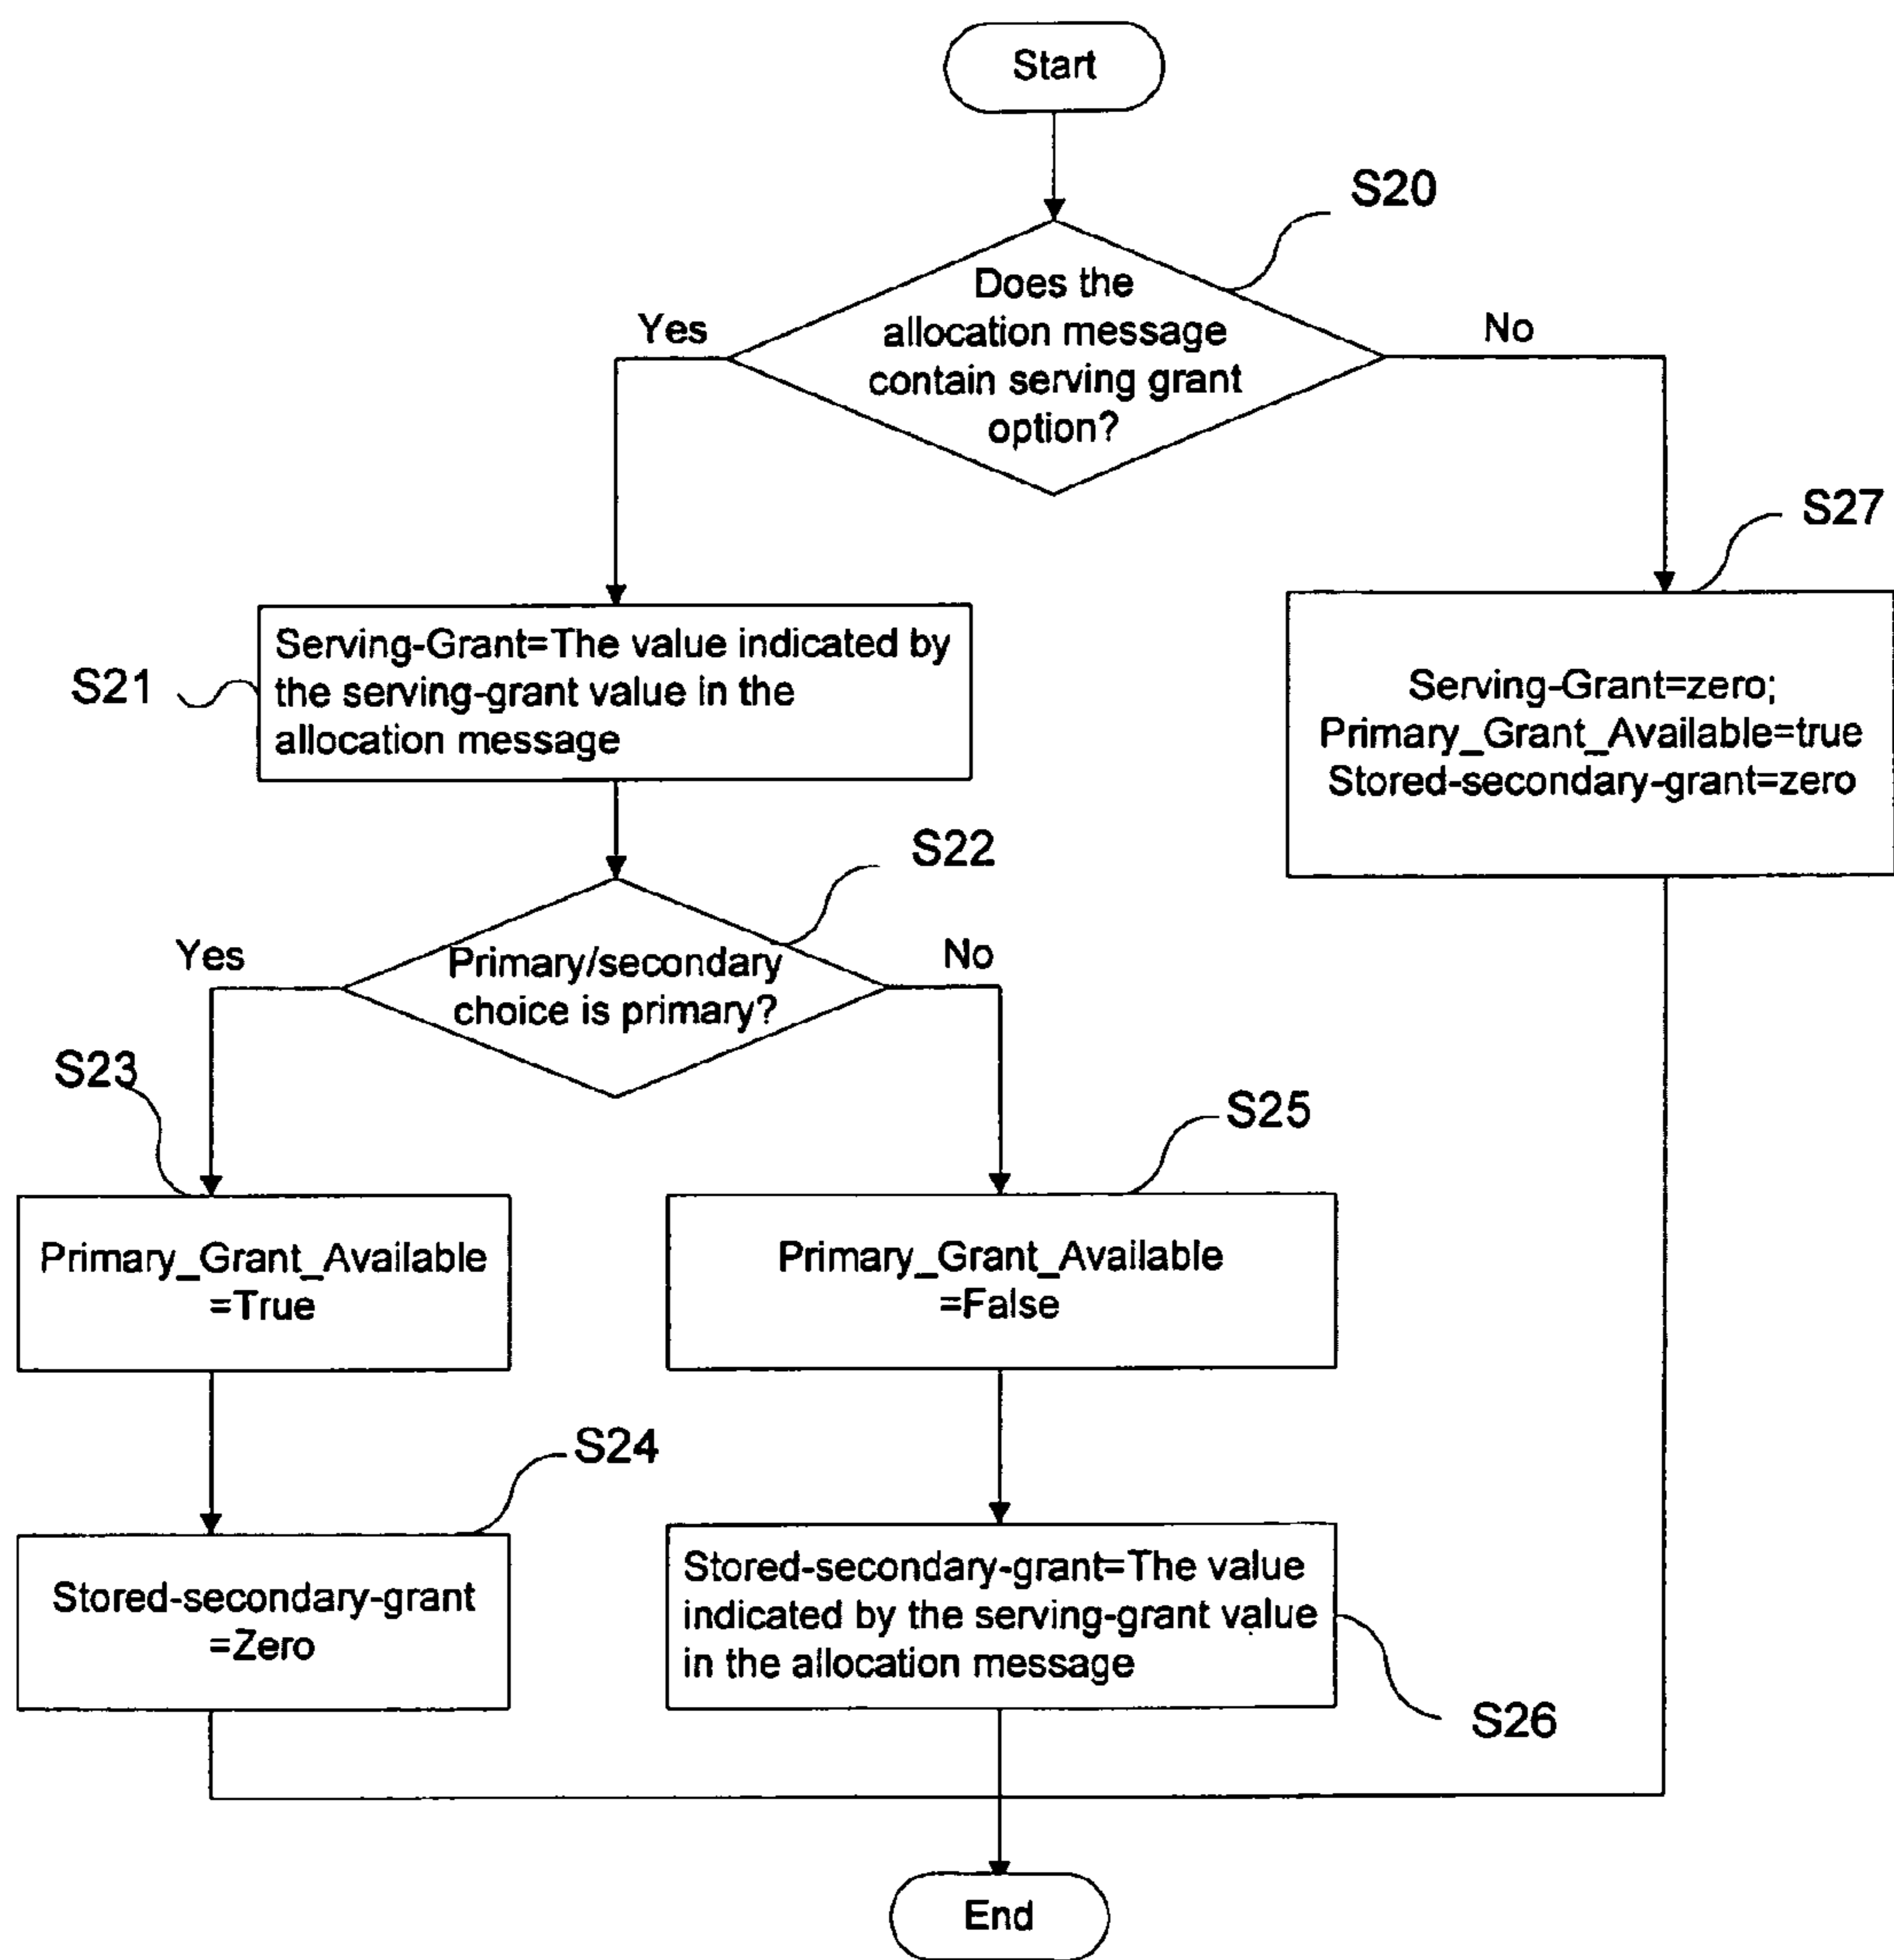 Start
S20
Does the
allocation message
contain serving grant
option?
Yes
No
S27
S21
Serving-Grant=The value indicated by
the serving-grant value in the
allocation message
Serving-Grant=zero;
Primary_Grant_Available=true
Stored-secondary-grant=zero
S22
Yes
No
Primary/secondary
choice is primary?
S23
S25
Primary_Grant_Available
=True
Primary_Grant_Available
=False
S24
Stored-secondary-grant
=Zero
Stored-secondary-grant=The value
indicated by the serving-grant value
in the allocation message
S26
End